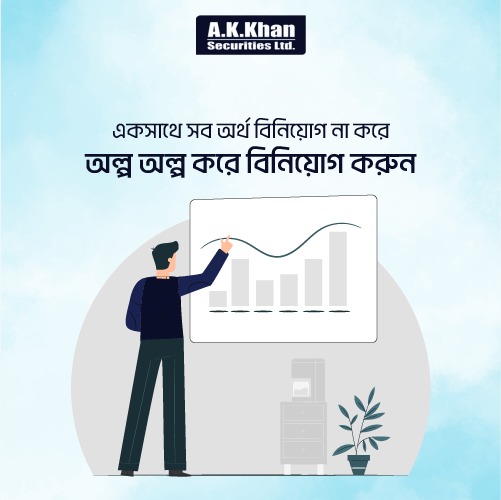 A.K.Khan
Securities Ltd.
একসাথে সব অর্থ বিনিয়োগ না করে
অল্প অল্প করে বিনিয়োগ করুন